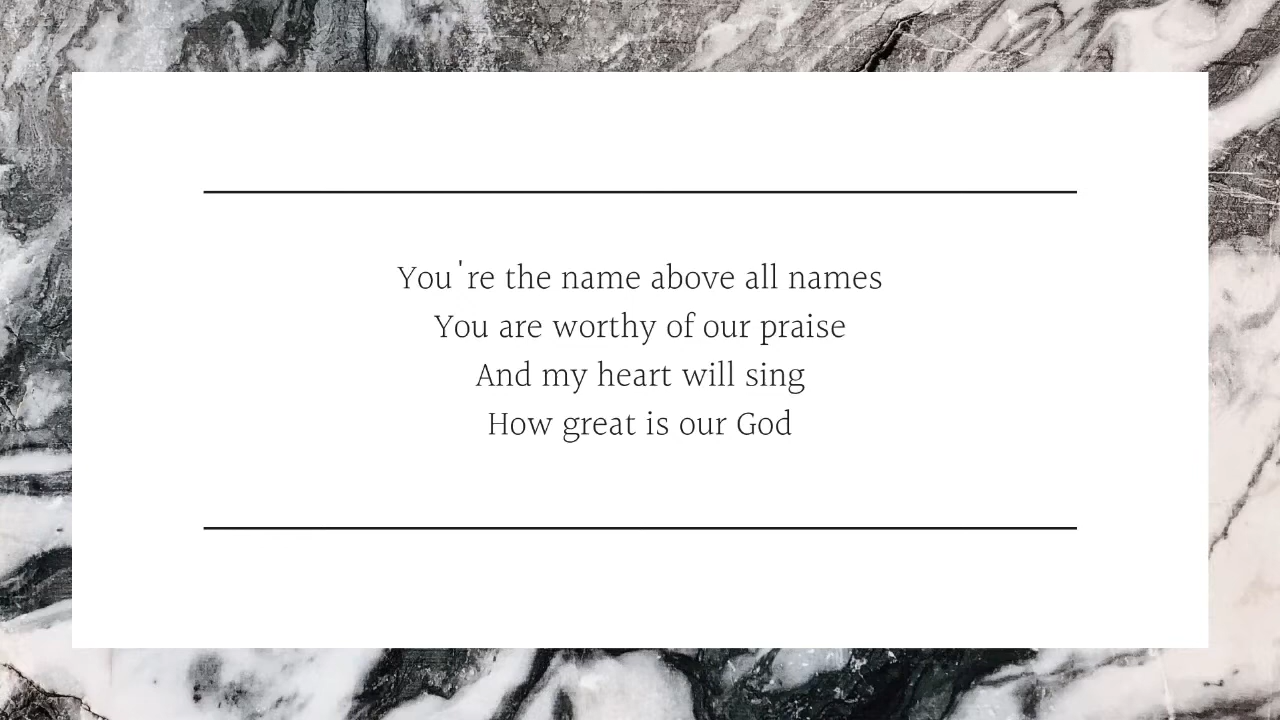 You're the name above all names
You are worthy of our praise
And my heart will sing
How great is our God